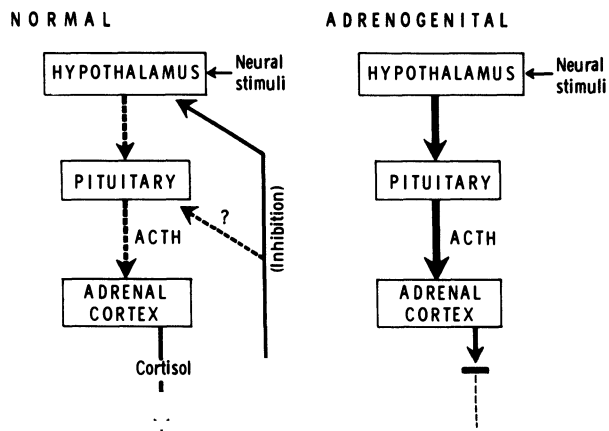 NORMAL
HYPOTHALAMUS
Neural
stimuli
PITUITARY
?
ACTH
(Inhibition)
ADRENAL
CORTEX
Cortisol
ADRENOGENITAL
HYPOTHALAMUS
Neural
stimuli
PITUITARY
ACTH
ADRENAL
CORTEX